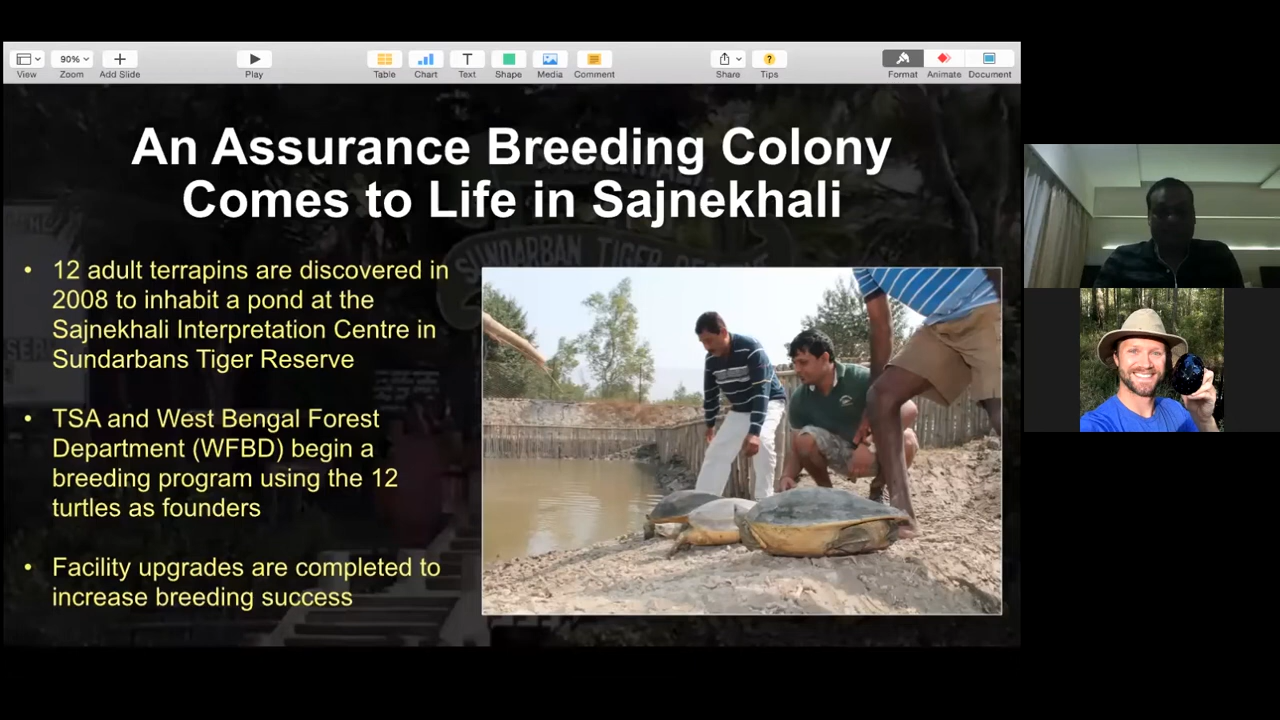 View
Zoom
Add Slide
Play
Table
Chart
Text
Shape
Media
Comment
Share
Tips
Format
Animate
Document
90%
An Assurance Breeding Colony
Comes to Life in Sajnekhali
SUNDARBAN TIGER
• 12 adult terrapins are discovered in
2008 to inhabit a pond at the
Sajnekhali Interpretation Centre in
Sundarbans Tiger Reserve
• TSA and West Bengal Forest
Department (WFBD) begin a
breeding program using the 12
turtles as founders
• Facility upgrades are completed to
increase breeding success